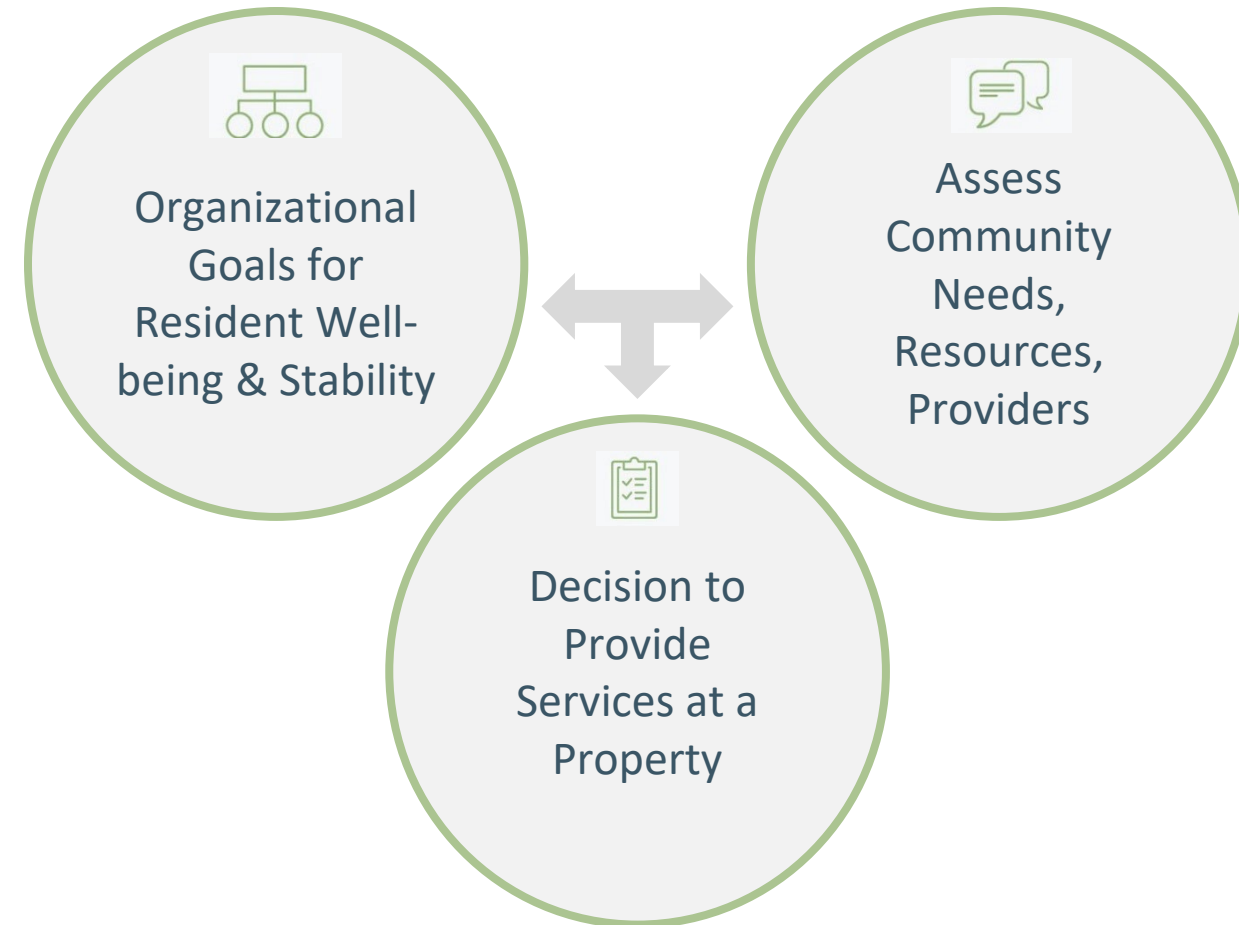 Organizational
Goals for
Resident Well-
being & Stability
Assess
Community
Needs,
Resources,
Providers
Decision to
Provide
Services at a
Property